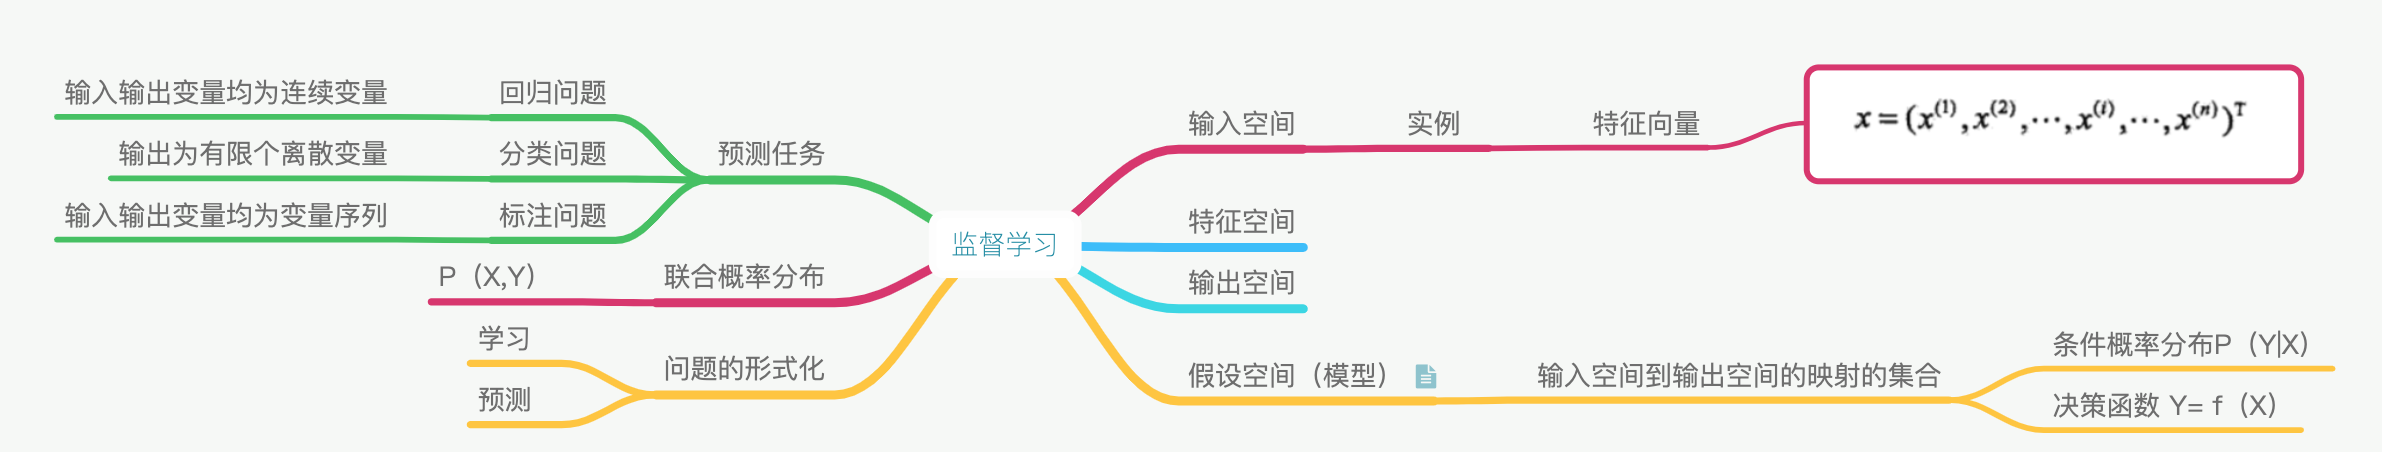 监督学习
输入空间
实例
特征向量
x = (x^(1), x^(2), ⋯, x^(i), ⋯, x^(n))^T
特征空间
输出空间
假设空间（模型）
输入空间到输出空间的映射的集合
条件概率分布P（Y|X）
决策函数 Y= f（X）
预测任务
回归问题
输入输出变量均为连续变量
分类问题
输出为有限个离散变量
标注问题
输入输出变量均为变量序列
联合概率分布
P（X,Y）
问题的形式化
学习
预测